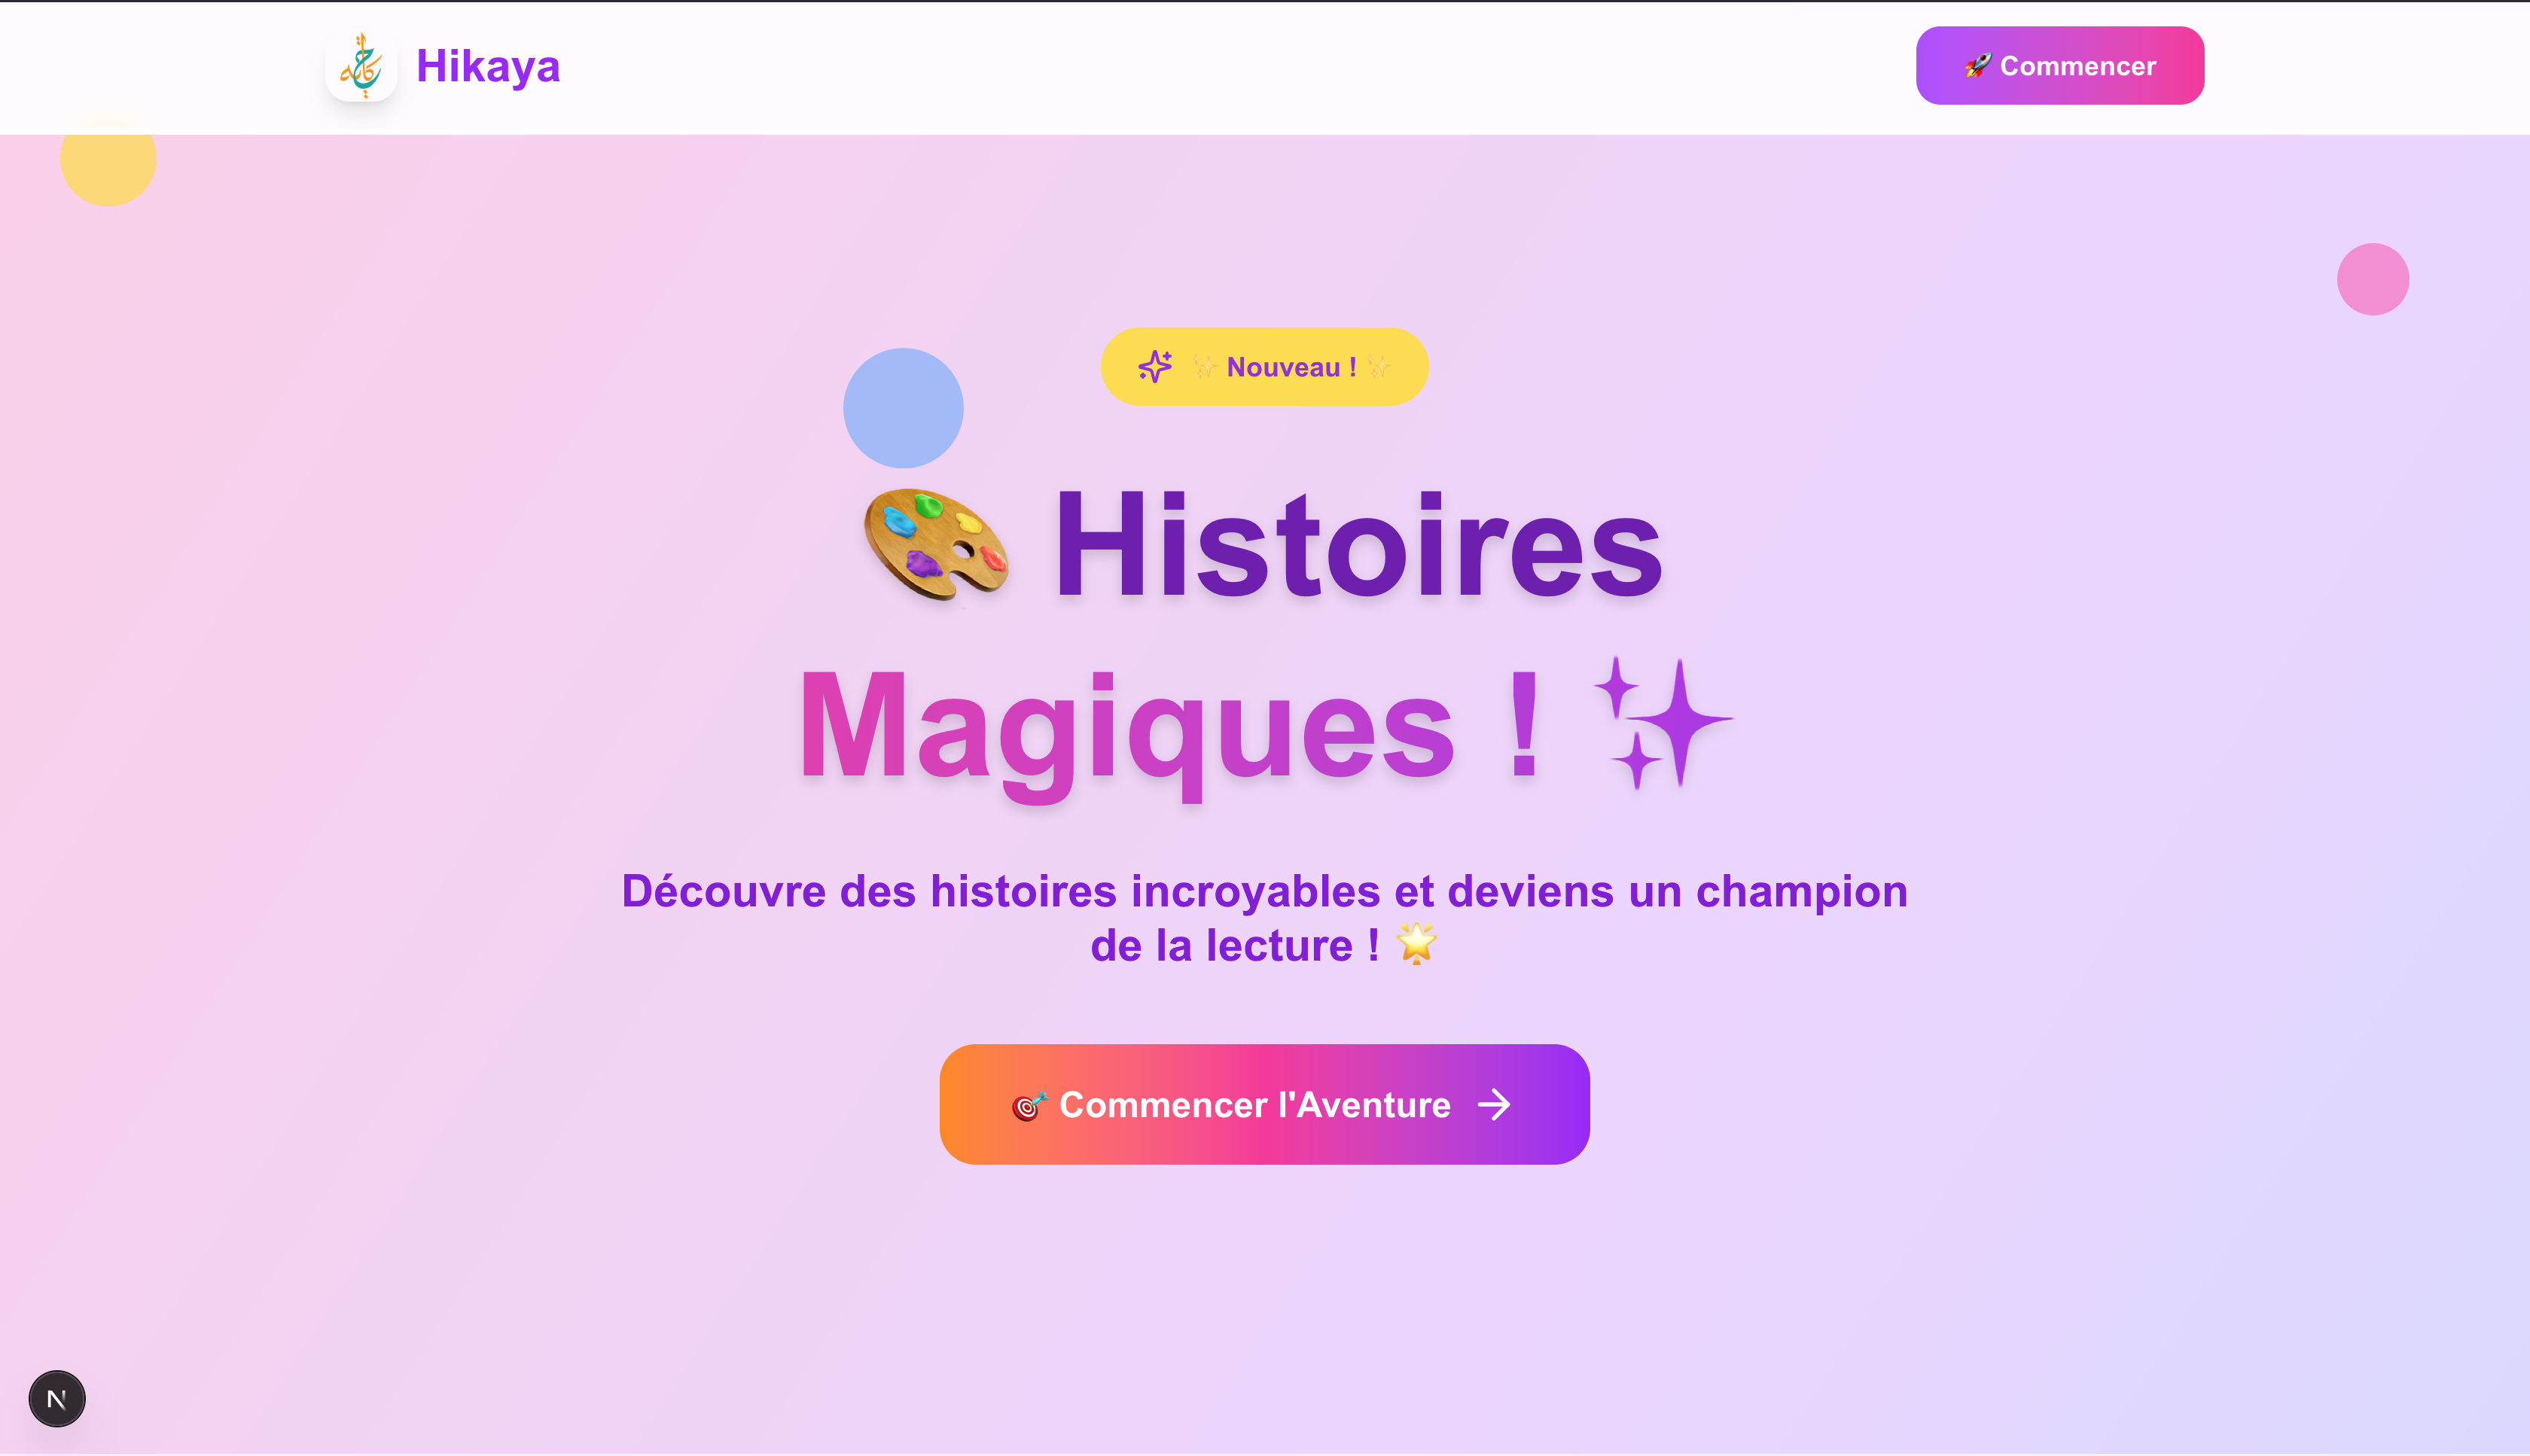 حكاية
Hikaya
🚀 Commencer
✨ Nouveau ! ✨
🎨 Histoires
Magiques ! ✨
Découvre des histoires incroyables et deviens un champion
de la lecture ! 🌟
🎯 Commencer l'Aventure →
N